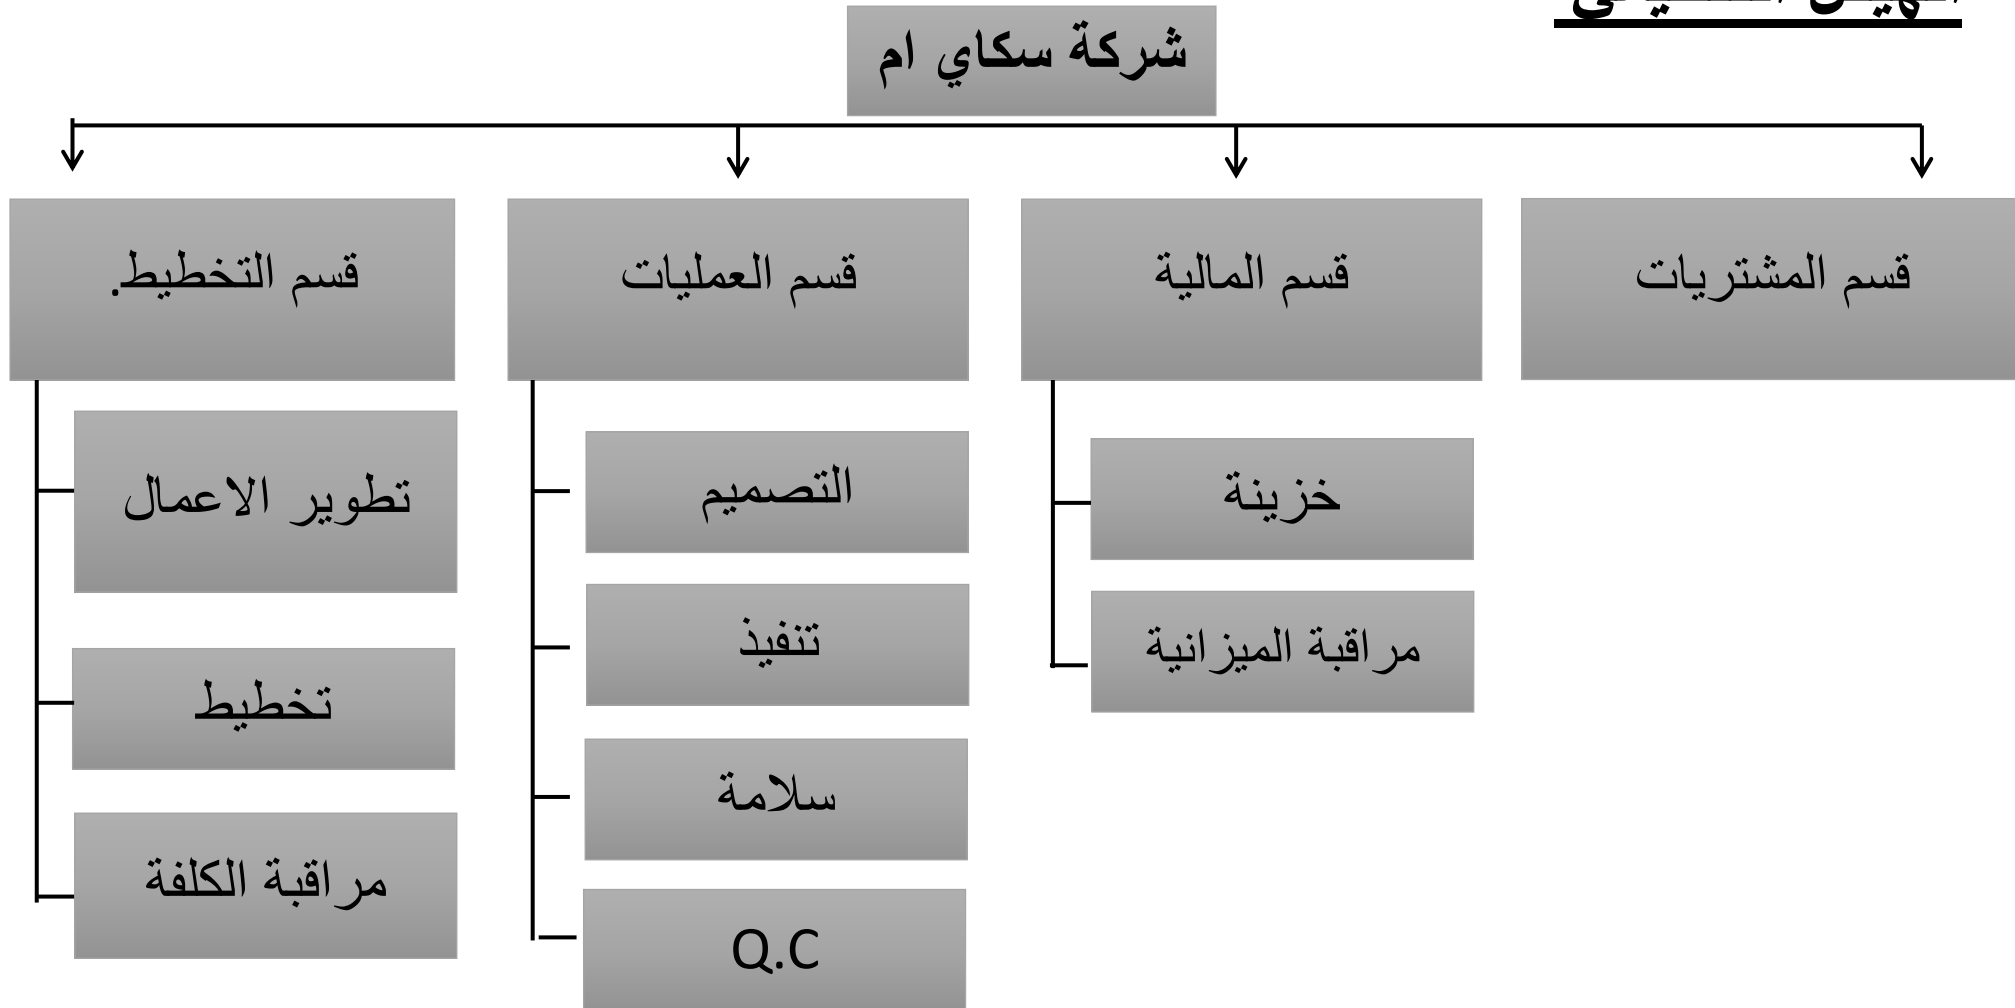 شركة سكاي ام
قسم المشتريات
قسم المالية
قسم العمليات
قسم التخطيط.
خزينة
مراقبة الميزانية
التصميم
تنفيذ
سلامة
Q.C
تطوير الاعمال
تخطيط
مراقبة الكلفة